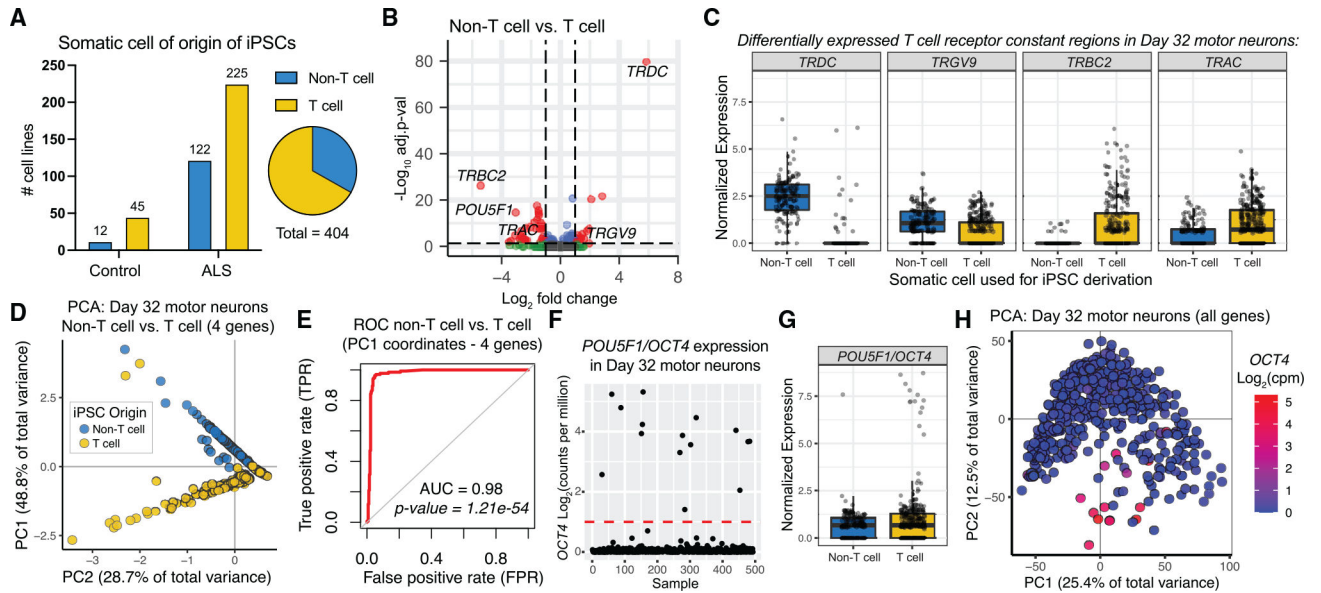 A
Somatic cell of origin of iPSCs
# cell lines
250
200
150
100
50
0
12
45
122
225
Control
ALS
Non-T cell
T cell
Total = 404
B
Non-T cell vs. T cell
-Log10 adj.p-val
80
60
40
20
0
TRDC
TRBC2
POU5F1
TRAC
TRGV9
−4
0
4
8
Log2 fold change
C
Differentially expressed T cell receptor constant regions in Day 32 motor neurons:
TRDC
TRGV9
TRBC2
TRAC
Normalized Expression
7.5
5.0
2.5
0.0
Non-T cell
T cell
Non-T cell
T cell
Non-T cell
T cell
Non-T cell
T cell
Somatic cell used for iPSC derivation
D
PCA: Day 32 motor neurons
Non-T cell vs. T cell (4 genes)
PC1 (48.8% of total variance)
2.5
0.0
−2.5
iPSC Origin
Non-T cell
T cell
−3
−2
−1
0
PC2 (28.7% of total variance)
E
ROC non-T cell vs. T cell
(PC1 coordinates - 4 genes)
True positive rate (TPR)
0.8
0.4
0.0
AUC = 0.98
p-value = 1.21e-54
0.0
0.4
0.8
False positive rate (FPR)
F
POU5F1/OCT4 expression
in Day 32 motor neurons
OCT4 Log2(counts per million)
4
2
0
0
100
200
300
400
500
Sample
G
POU5F1/OCT4
Normalized Expression
7.5
5.0
2.5
0.0
Non-T cell
T cell
H
PCA: Day 32 motor neurons (all genes)
PC2 (12.5% of total variance)
50
0
−50
−50
0
50
100
PC1 (25.4% of total variance)
OCT4
Log2(cpm)
5
4
3
2
1
0